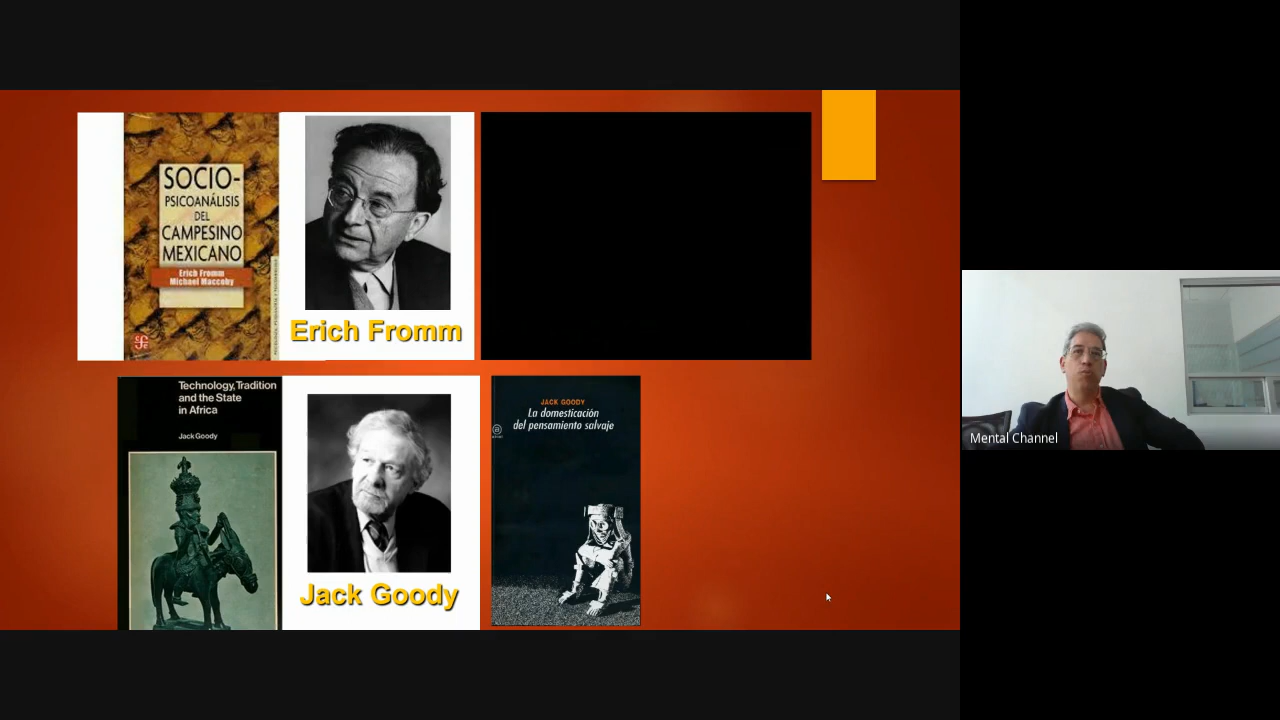 SOCIO-
PSICOANÁLISIS
DEL
CAMPESINO
MEXICANO
Erich Fromm
Michael Maccoby
Erich Fromm
Technology, Tradition
and the State
in Africa
Jack Goody
Jack Goody
JACK GOODY
La domesticación
del pensamiento salvaje
Mental Channel